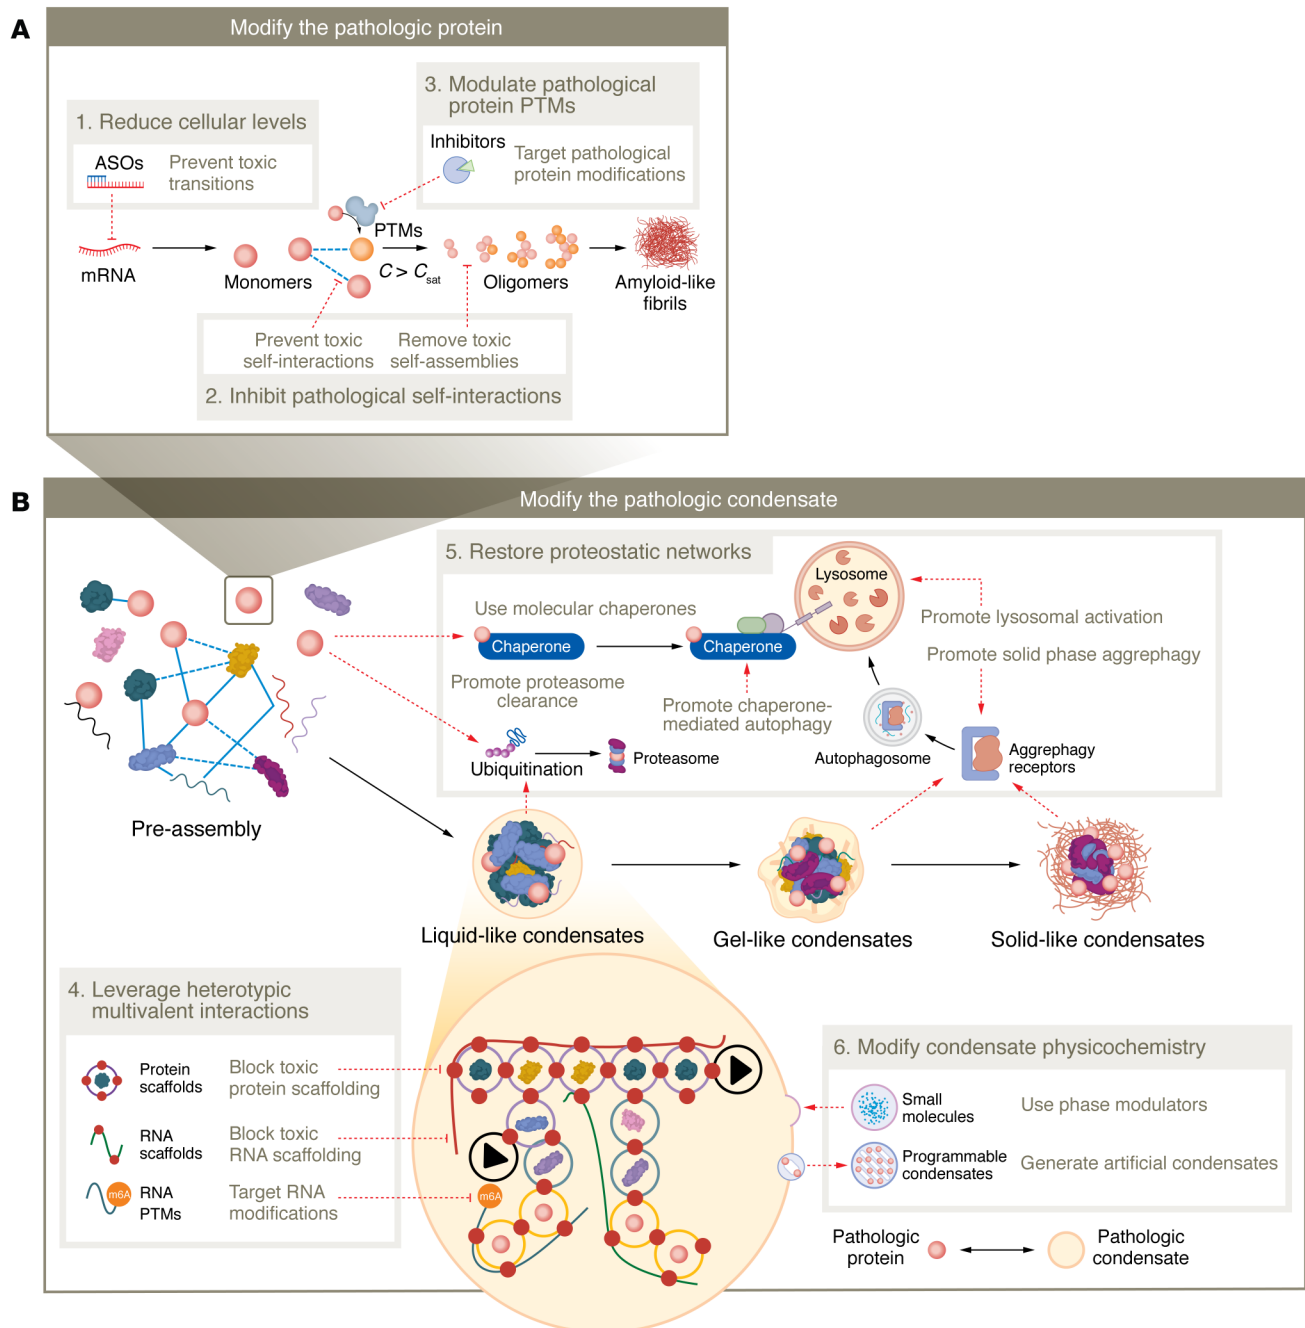 A
Modify the pathologic protein
1. Reduce cellular levels
ASOs
Prevent toxic
transitions
3. Modulate pathological
protein PTMs
Inhibitors
Target pathological
protein modifications
mRNA
Monomers
PTMs
C > Csat
Oligomers
Amyloid-like
fibrils
Prevent toxic
self-interactions
Remove toxic
self-assemblies
2. Inhibit pathological self-interactions
B
Modify the pathologic condensate
5. Restore proteostatic networks
Use molecular chaperones
Chaperone
Chaperone
Lysosome
Promote lysosomal activation
Promote solid phase aggrephagy
Promote proteasome
clearance
Promote chaperone-
mediated autophagy
Ubiquitination
Proteasome
Autophagosome
Aggrephagy
receptors
Pre-assembly
Liquid-like condensates
Gel-like condensates
Solid-like condensates
4. Leverage heterotypic
multivalent interactions
Protein
scaffolds
Block toxic
protein scaffolding
RNA
scaffolds
Block toxic
RNA scaffolding
m6A
RNA
PTMs
Target RNA
modifications
m6A
6. Modify condensate physicochemistry
Small
molecules
Use phase modulators
Programmable
condensates
Generate artificial condensates
Pathologic
protein
Pathologic
condensate